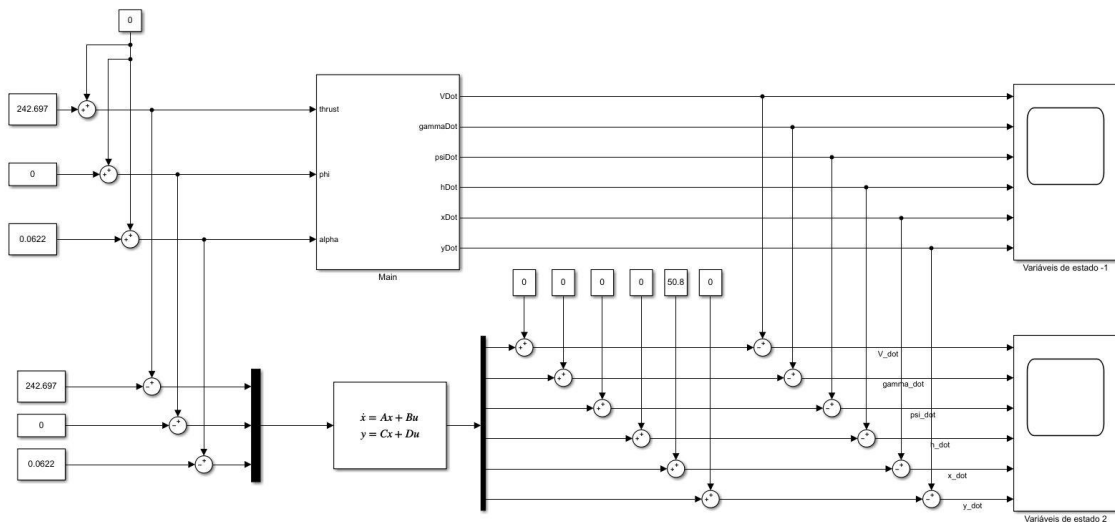 0
242.697
thrust
VDot
gammaDot
psiDot
0
phi
hDot
xDot
0.0622
alpha
yDot
Main
Variáveis de estado -1
0
0
0
0
50.8
0
V_dot
242.697
gamma_dot
ẋ = Ax + Bu
psi_dot
0
y = Cx + Du
h_dot
0.0622
x_dot
y_dot
Variáveis de estado 2